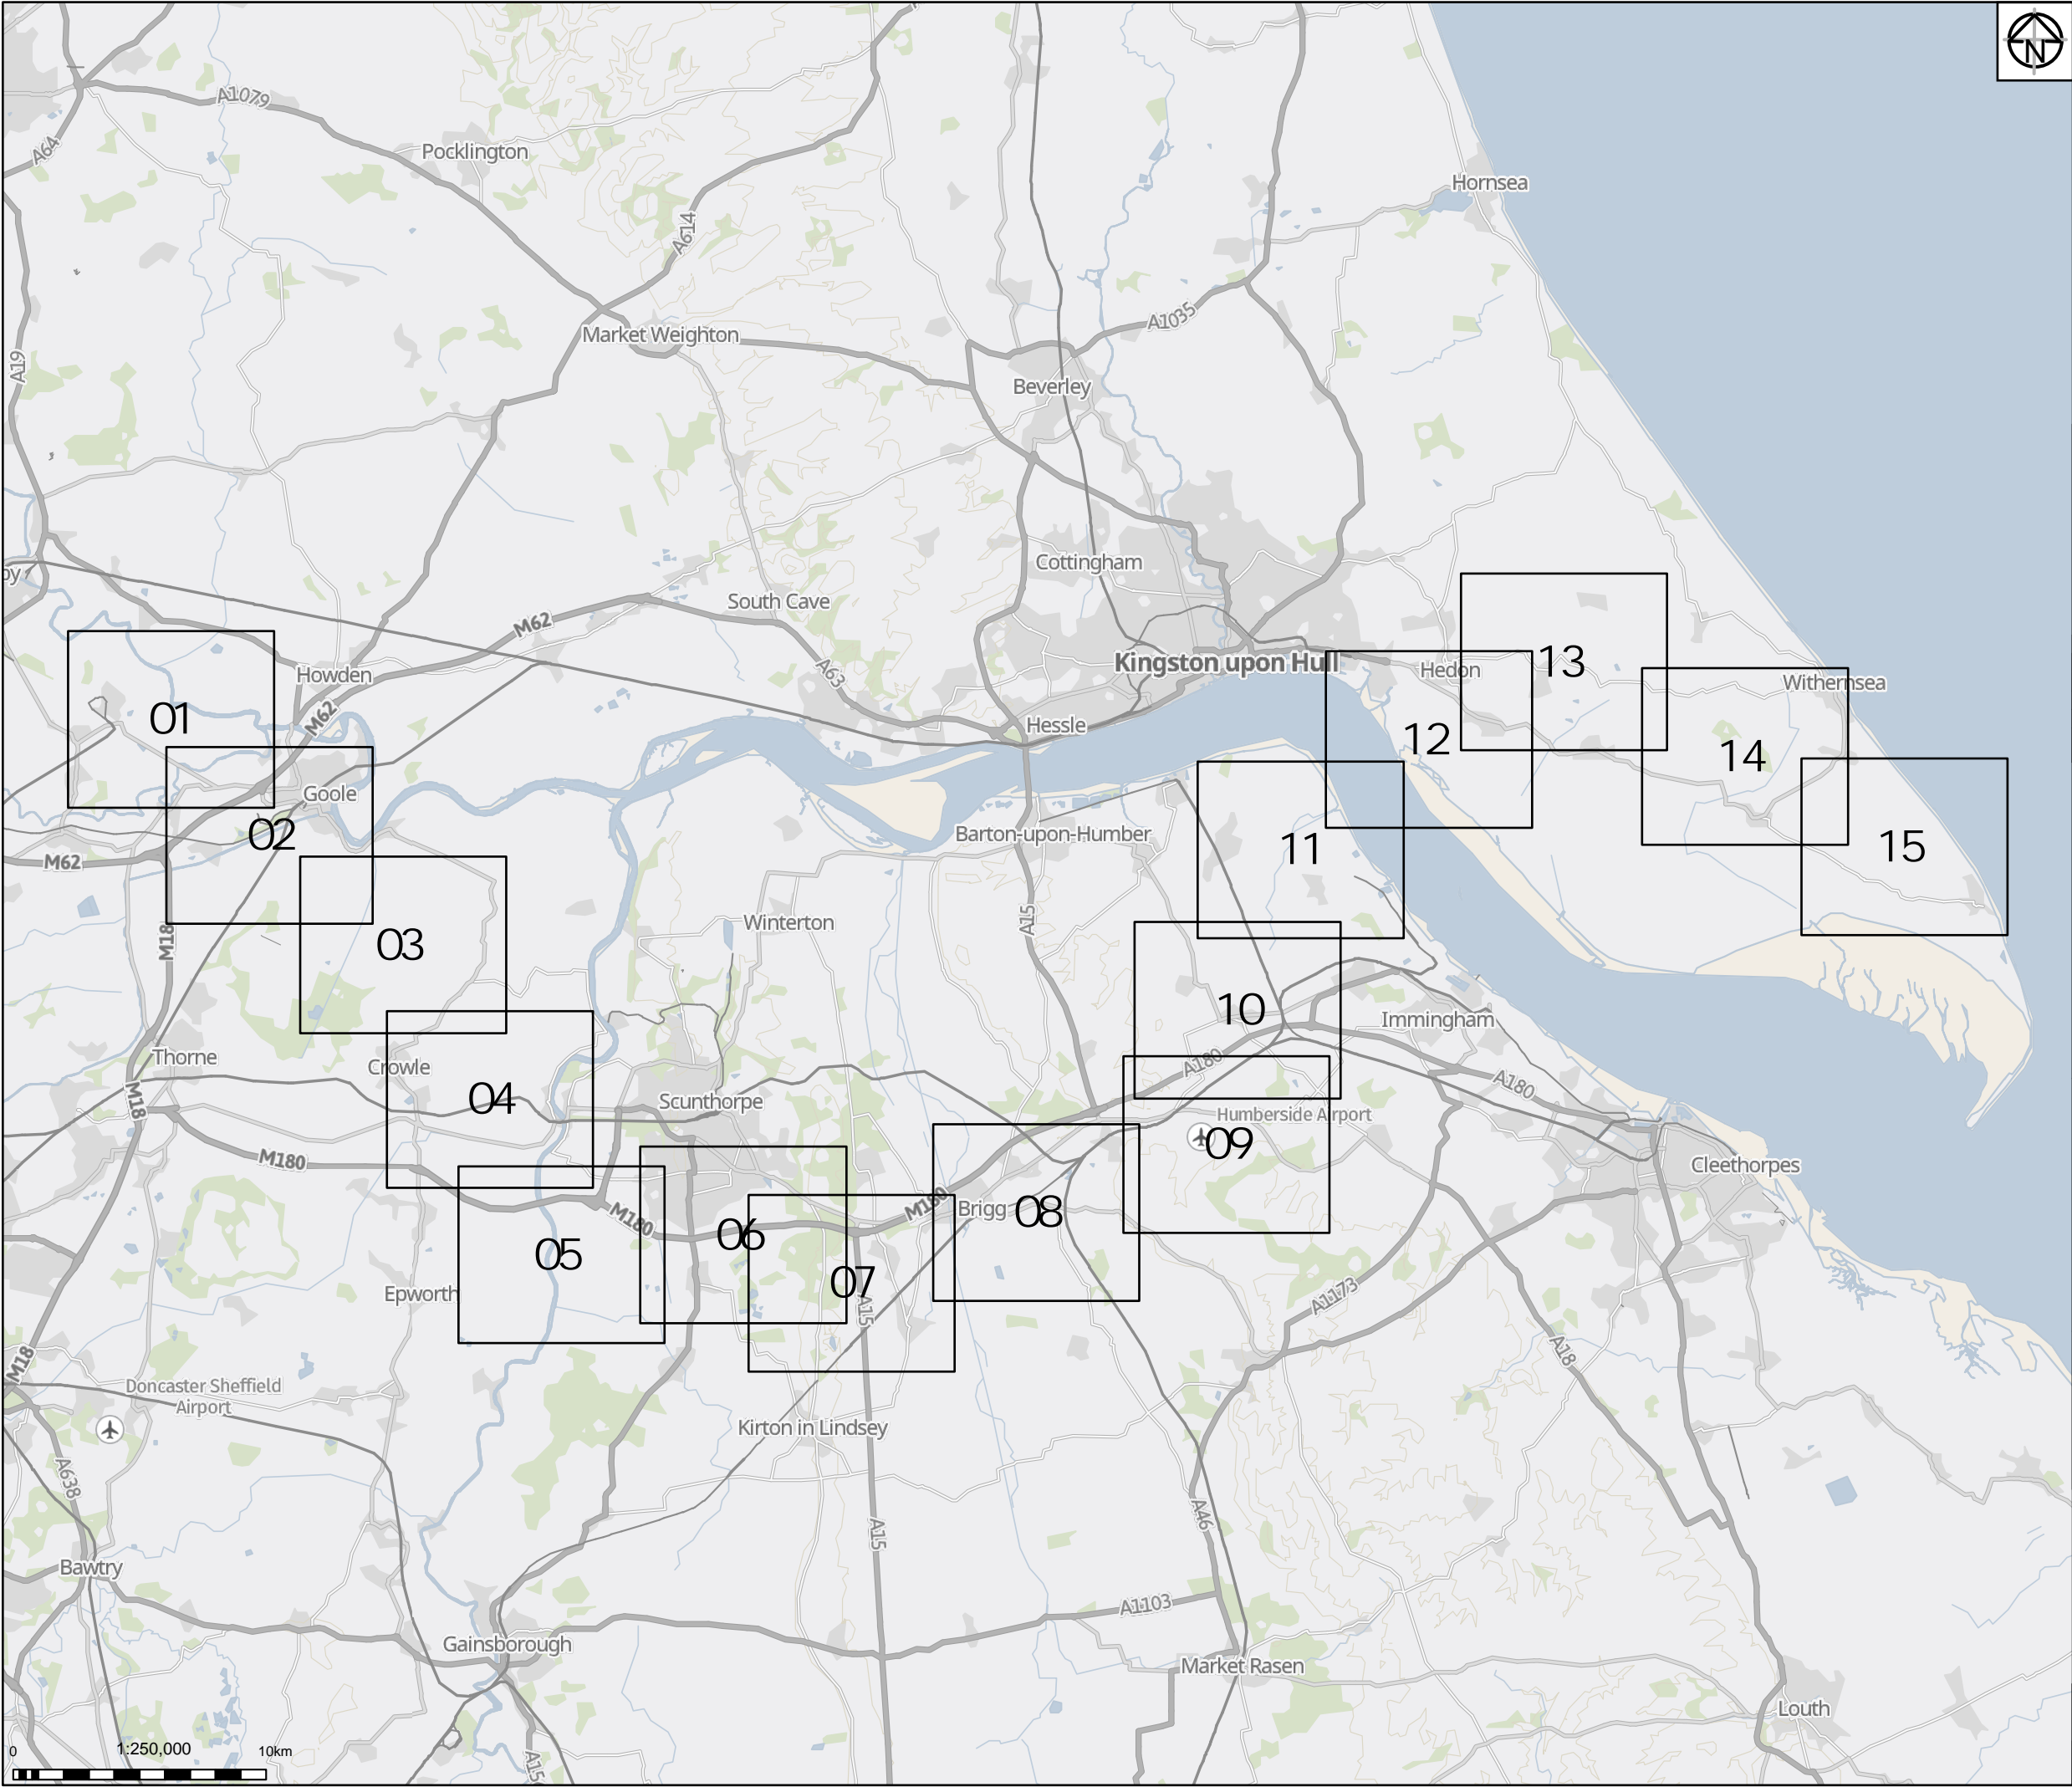 N
A1079
A64
Pocklington
Hornsea
A614
A1035
Market Weighton
A19
Beverley
Cottingham
by
South Cave
M62
Kingston upon Hull
Hedon
13
Howden
A63
Withernsea
01
M62
Hessle
12
14
Goole
02
Barton-upon-Humber
11
15
M62
A15
Winterton
M18
03
10
Immingham
Thorne
Crowle
A180
A180
M18
04
Scunthorpe
Humberside Airport
09
M180
Cleethorpes
M180
M180
Brigg
08
06
05
07
Epworth
A15
A1173
M18
A18
Doncaster Sheffield
Airport
Kirton in Lindsey
A638
A46
A15
Bawtry
A1103
Gainsborough
Market Rasen
Louth
A15
0
1:250,000
10km